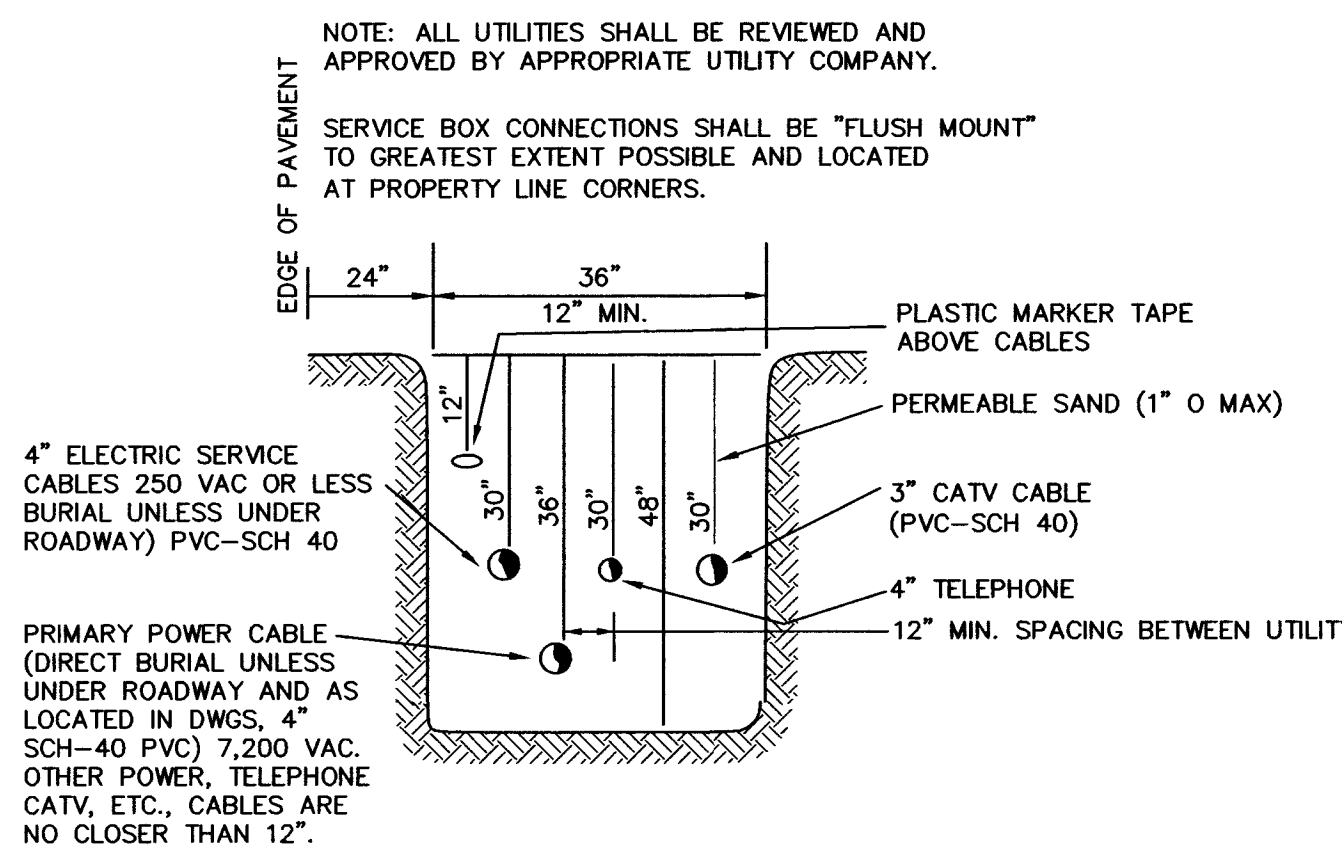 NOTE: ALL UTILITIES SHALL BE REVIEWED AND
APPROVED BY APPROPRIATE UTILITY COMPANY.
SERVICE BOX CONNECTIONS SHALL BE "FLUSH MOUNT"
TO GREATEST EXTENT POSSIBLE AND LOCATED
AT PROPERTY LINE CORNERS.
EDGE OF PAVEMENT
24"
36"
12" MIN.
PLASTIC MARKER TAPE
ABOVE CABLES
PERMEABLE SAND (1" O MAX)
12"
30"
36"
30"
48"
30"
4" ELECTRIC SERVICE
CABLES 250 VAC OR LESS
BURIAL UNLESS UNDER
ROADWAY) PVC-SCH 40
3" CATV CABLE
(PVC-SCH 40)
4" TELEPHONE
12" MIN. SPACING BETWEEN UTILIT
PRIMARY POWER CABLE
(DIRECT BURIAL UNLESS
UNDER ROADWAY AND AS
LOCATED IN DWGS, 4"
SCH-40 PVC) 7,200 VAC.
OTHER POWER, TELEPHONE
CATV, ETC., CABLES ARE
NO CLOSER THAN 12".